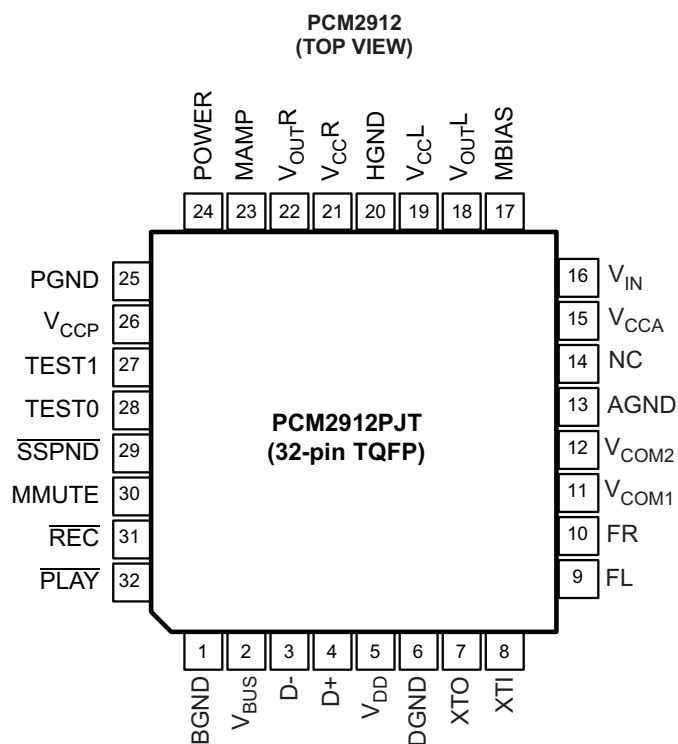 PCM2912
(TOP VIEW)
POWER
MAMP
VOUTR
VCCR
HGND
VCCL
VOUTL
MBIAS
24 23 22 21 20 19 18 17
PGND 25
VCCP 26
TEST1 27
TEST0 28
SSPND 29
MMUTE 30
REC 31
PLAY 32
PCM2912PJT
(32-pin TQFP)
16 VIN
15 VCCA
14 NC
13 AGND
12 VCOM2
11 VCOM1
10 FR
9 FL
1 2 3 4 5 6 7 8
BGND
VBUS
D-
D+
VDD
DGND
XTO
XTI